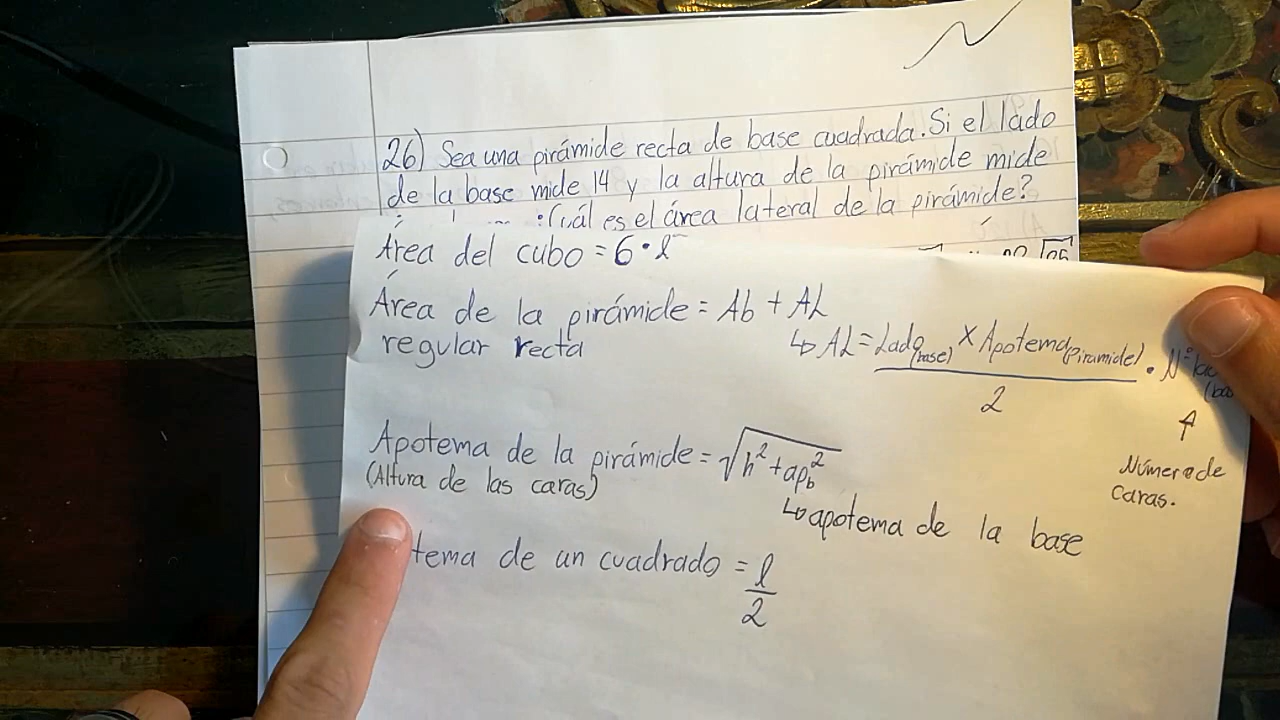 26) Sea una pirámide recta de base cuadrada. Si el lado
de la base mide 14 y la altura de la pirámide mide
¿Cuál es el área lateral de la pirámide?
Área del cubo = 6 · l
Área de la pirámide = Ab + AL
regular recta
↳ AL = Lado(base) × Apotema(piramide) · N°
2
↑
Número de
caras.
Apotema de la pirámide = √h² + apb²
(Altura de las caras)
↳ apotema de la base
tema de un cuadrado = l
2